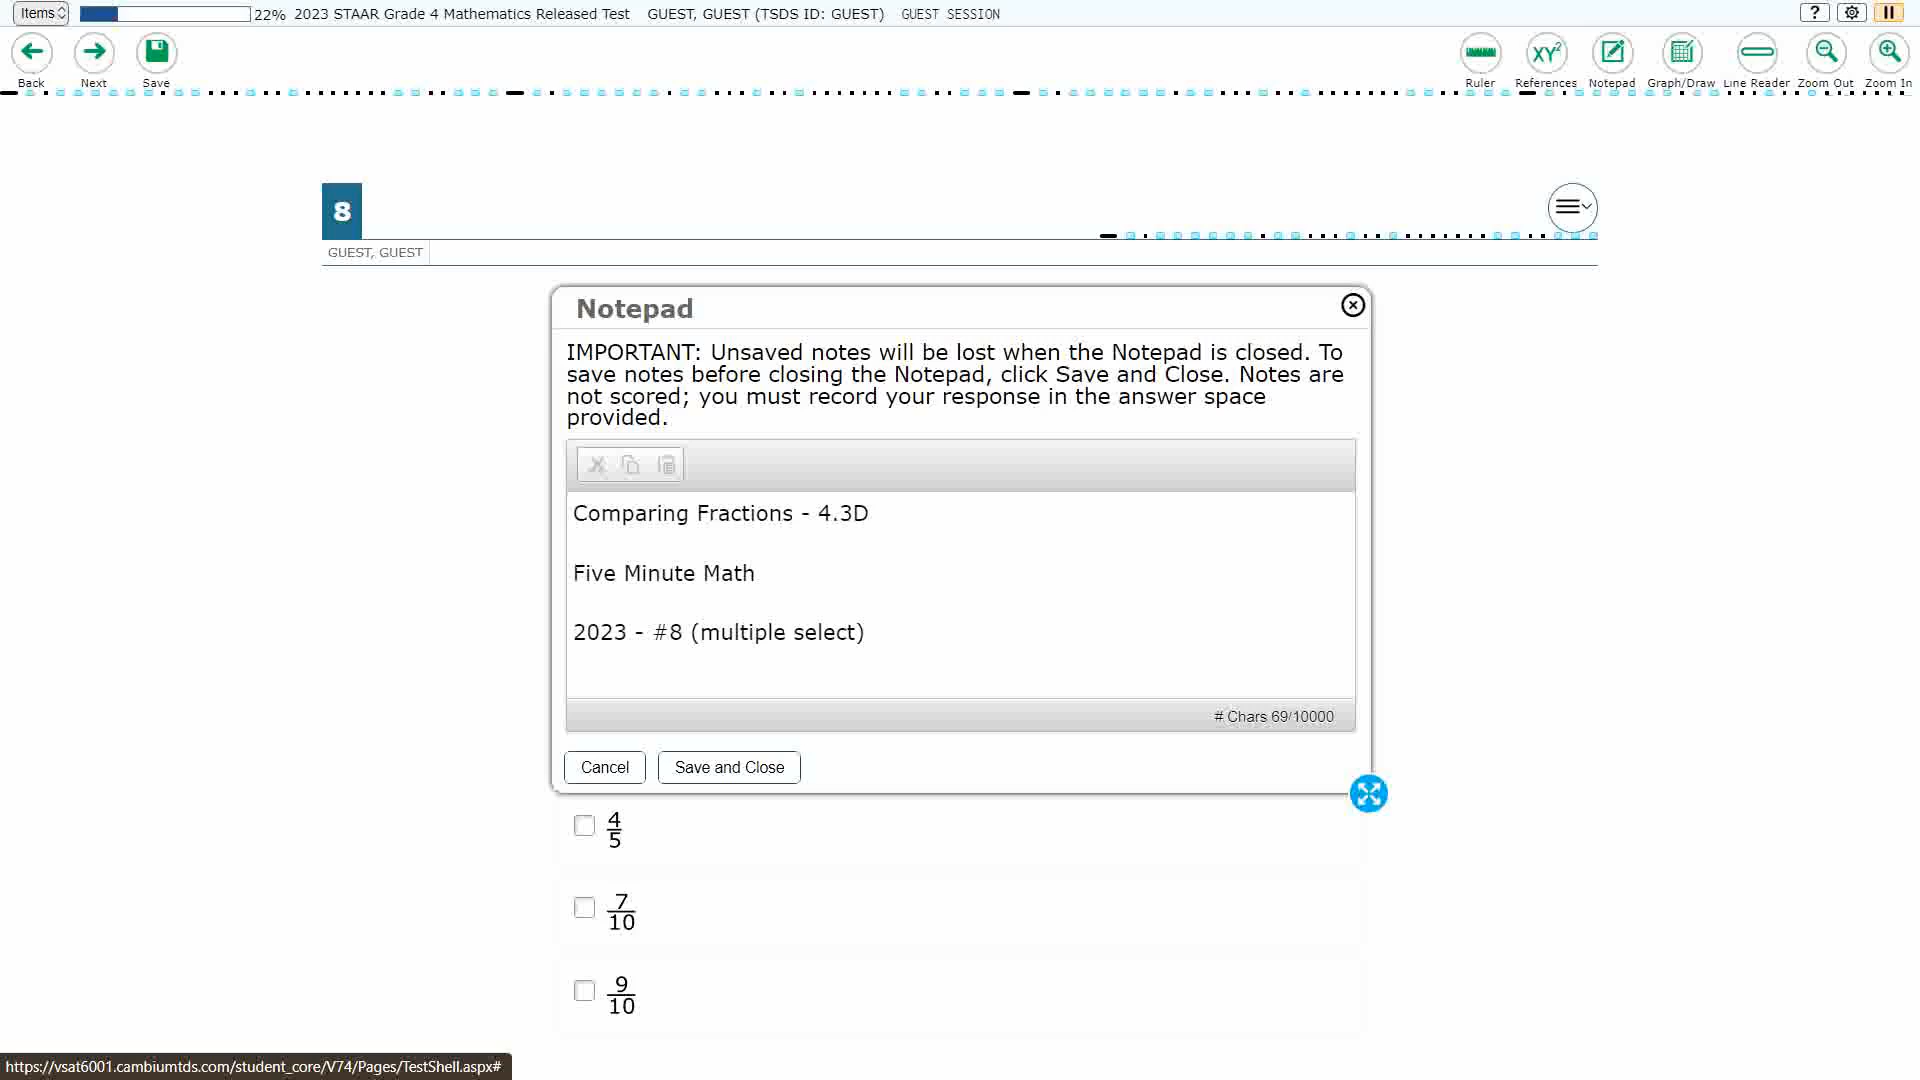 Items 22% 2023 STAAR Grade 4 Mathematics Released Test GUEST, GUEST (TSDS ID: GUEST) GUEST SESSION ?
Back Next Save XY² Ruler References Notepad Graph/Draw Line Reader Zoom Out Zoom In
8
GUEST, GUEST
Notepad
IMPORTANT: Unsaved notes will be lost when the Notepad is closed. To
save notes before closing the Notepad, click Save and Close. Notes are
not scored; you must record your response in the answer space
provided.
Comparing Fractions - 4.3D
Five Minute Math
2023 - #8 (multiple select)
# Chars 69/10000
Cancel Save and Close
4/5
7/10
9/10
https://vsat6001.cambiumtds.com/student_core/V74/Pages/TestShell.aspx#